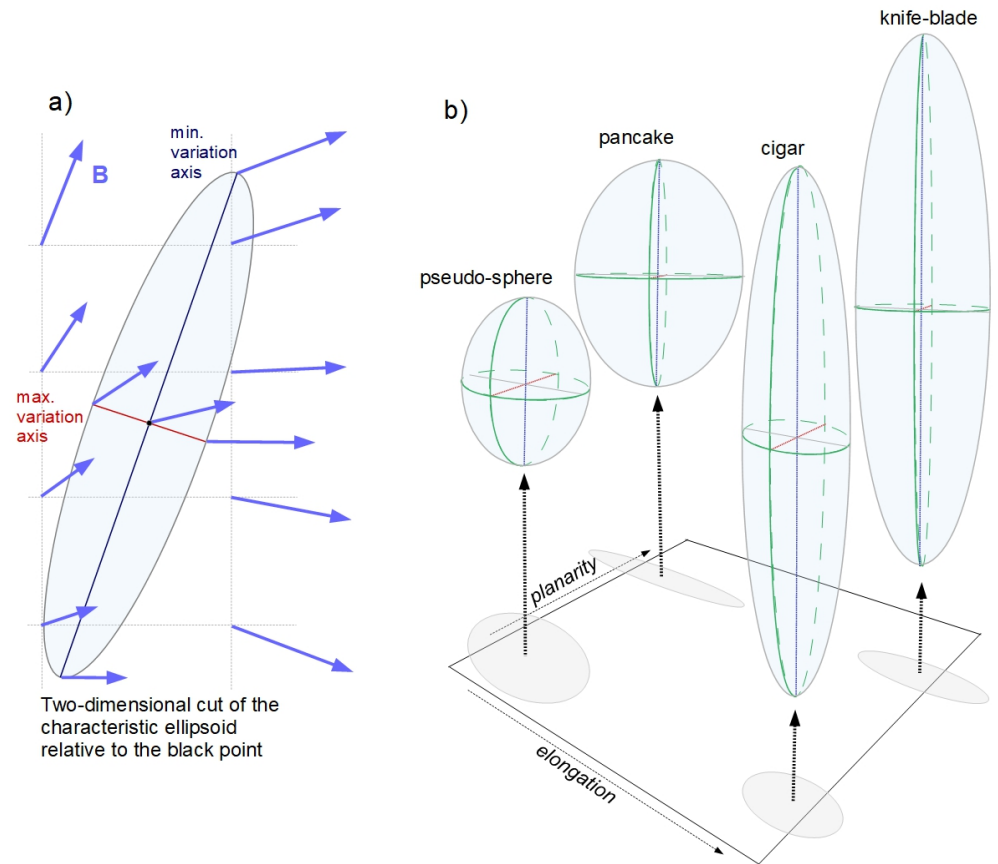 a)
B
min.
variation
axis
max.
variation
axis
Two-dimensional cut of the
characteristic ellipsoid
relative to the black point
b)
knife-blade
pancake
cigar
pseudo-sphere
planarity
elongation